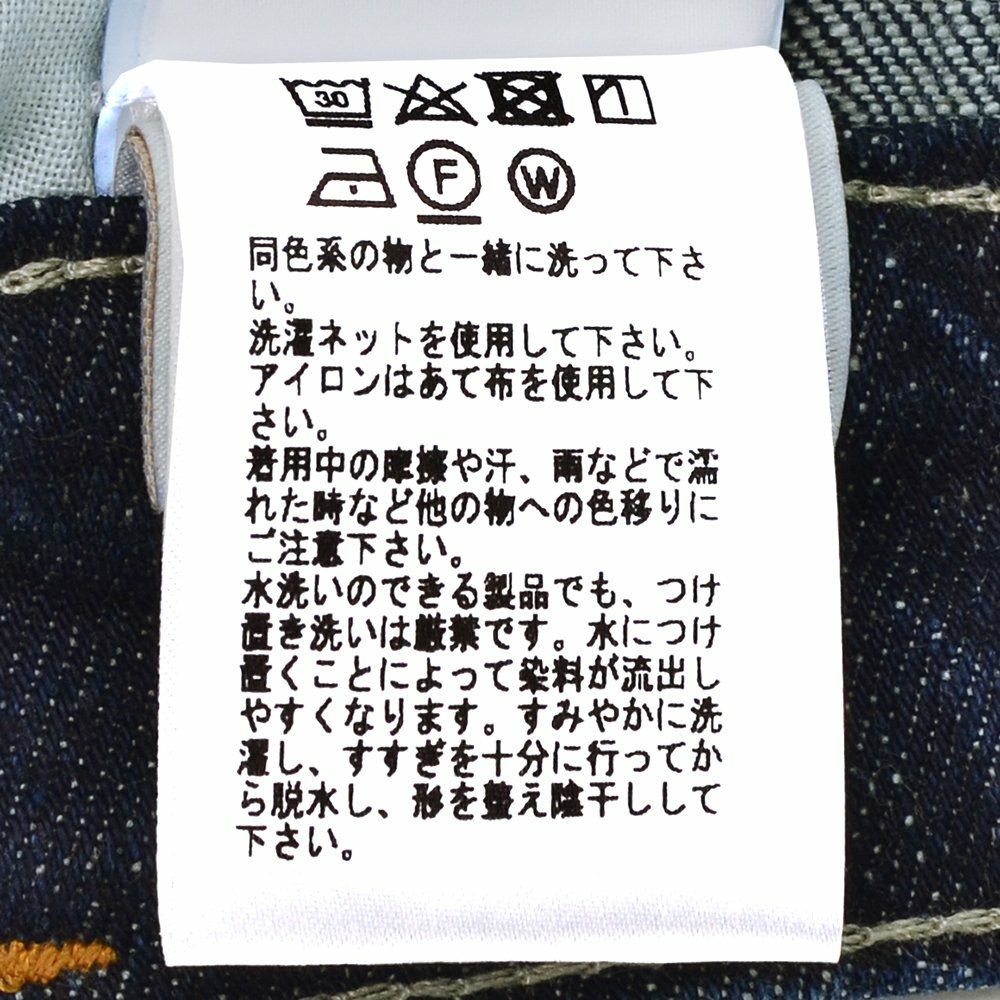 30
F W
同色系の物と一緒に洗って下さ
い。
洗濯ネットを使用して下さい。
アイロンはあて布を使用して下
さい。
着用中の摩擦や汗、雨などで濡
れた時など他の物への色移りに
ご注意下さい。
水洗いのできる製品でも、つけ
置き洗いは厳禁です。水につけ
置くことによって染料が流出し
やすくなります。すみやかに洗
濯し、すすぎを十分に行ってか
ら脱水し、形を整え陰干しして
下さい。